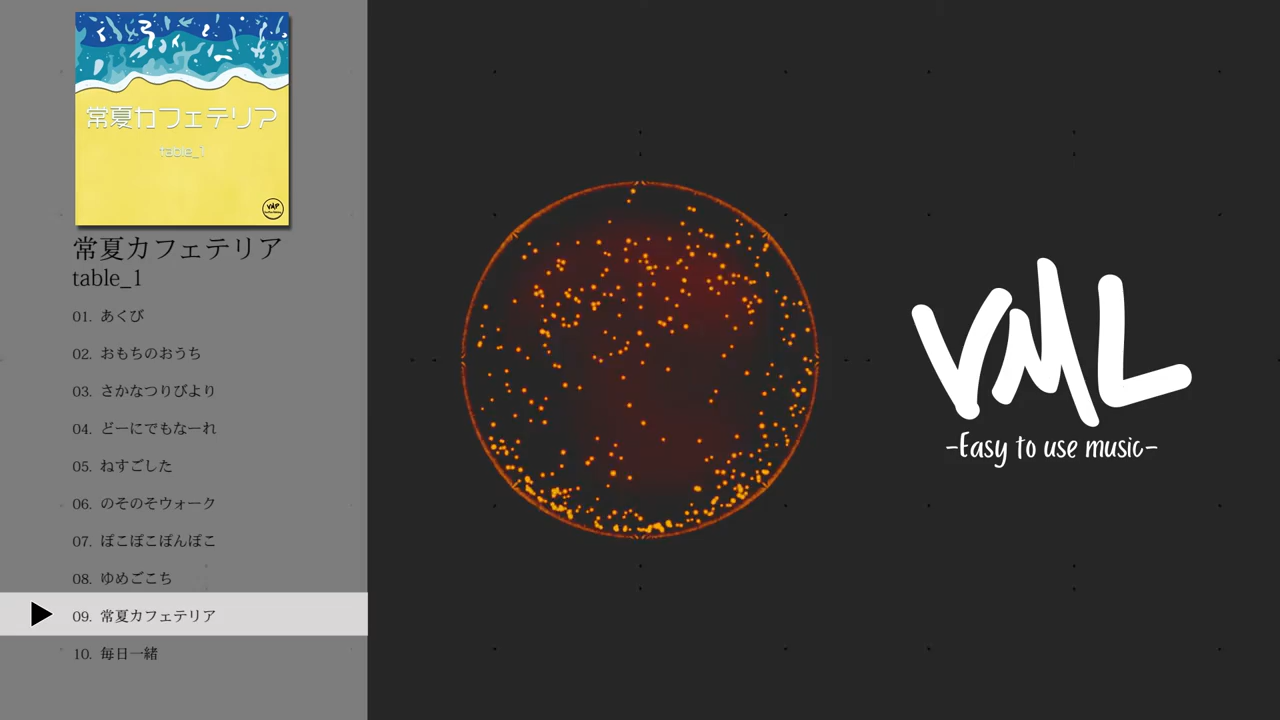 常夏カフェテリア
table_1
VMP
常夏カフェテリア
table_1
01. あくび
02. おもちのおうち
03. さかなつりびより
04. どーにでもなーれ
05. ねすごした
06. のそのそウォーク
07. ぽこぽこぽんぽこ
08. ゆめごこち
09. 常夏カフェテリア
10. 毎日一緒
VML
-Easy to use music-